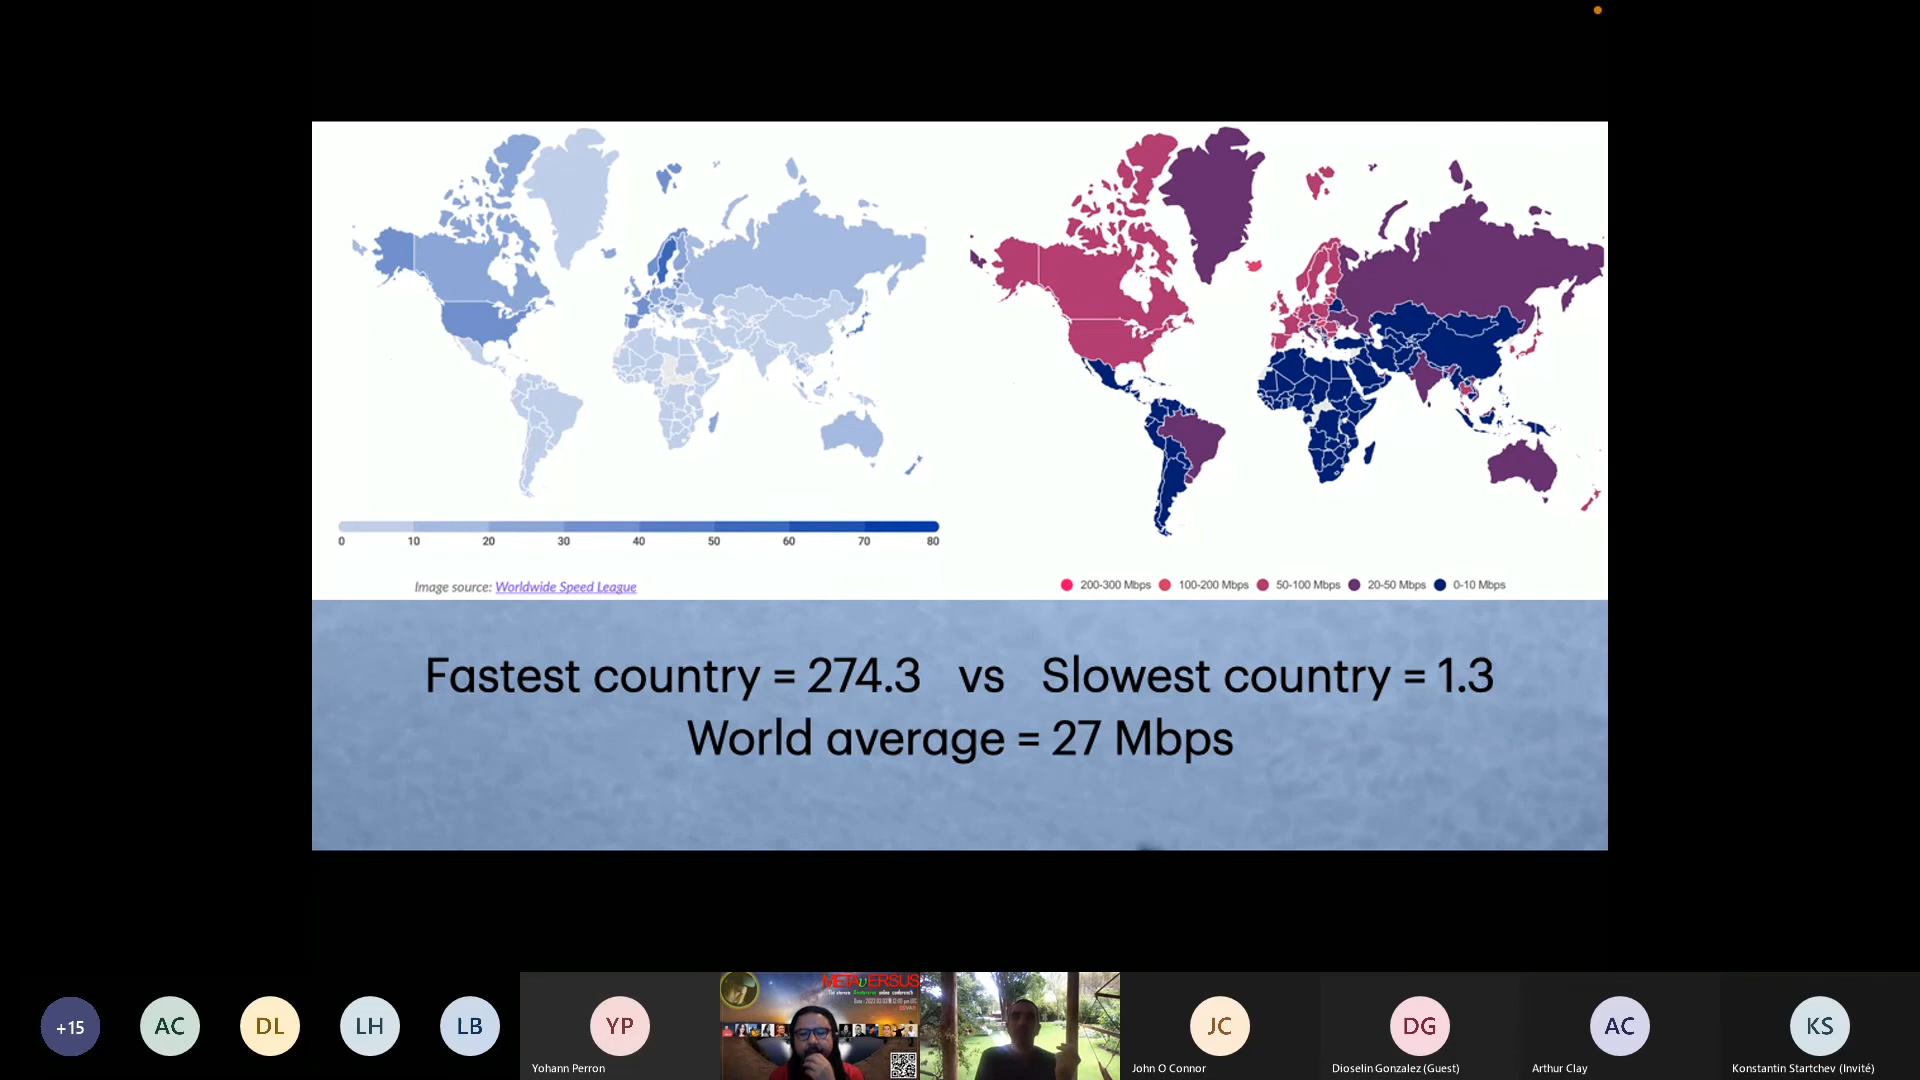 0 10 20 30 40 50 60 70 80
Image source: Worldwide Speed League
200-300 Mbps 100-200 Mbps 50-100 Mbps 20-50 Mbps 0-10 Mbps
Fastest country = 274.3 vs Slowest country = 1.3
World average = 27 Mbps
METAVERSUS
+15
AC
DL
LH
LB
YP
Yohann Perron
JC
John O Connor
DG
Dioselin Gonzalez (Guest)
AC
Arthur Clay
KS
Konstantin Startchev (Invité)